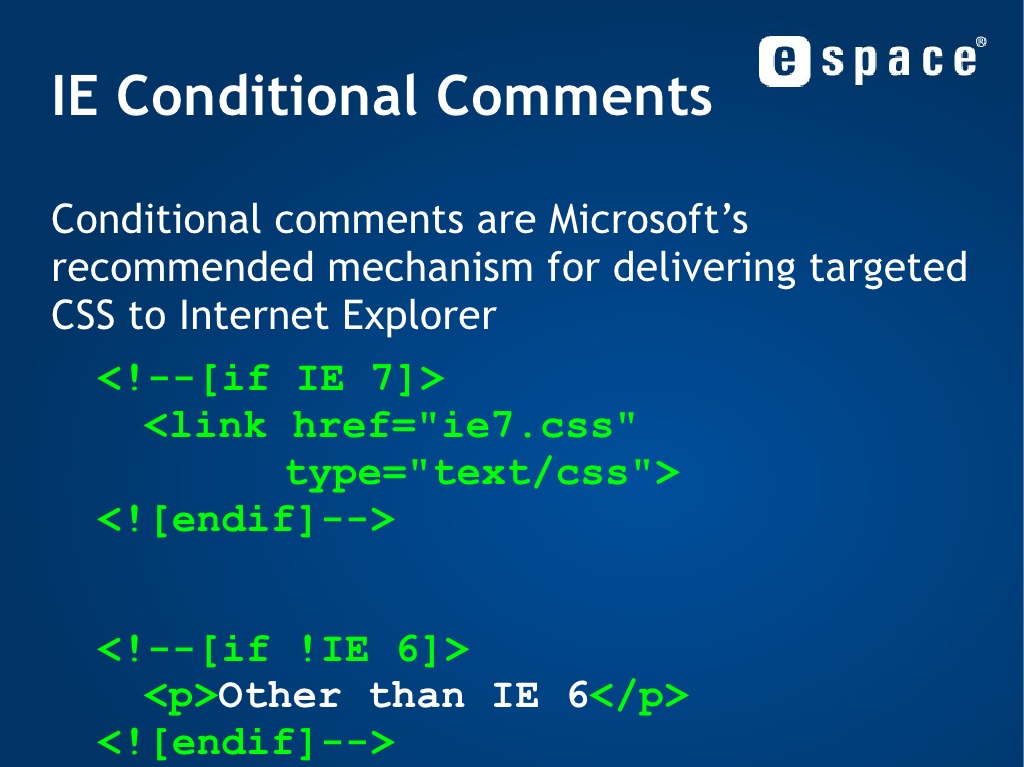 e space®
IE Conditional Comments
Conditional comments are Microsoft’s
recommended mechanism for delivering targeted
CSS to Internet Explorer
<!--[if IE 7]>
<link href="ie7.css"
type="text/css">
<![endif]-->
<!--[if !IE 6]>
<p>Other than IE 6</p>
<![endif]-->